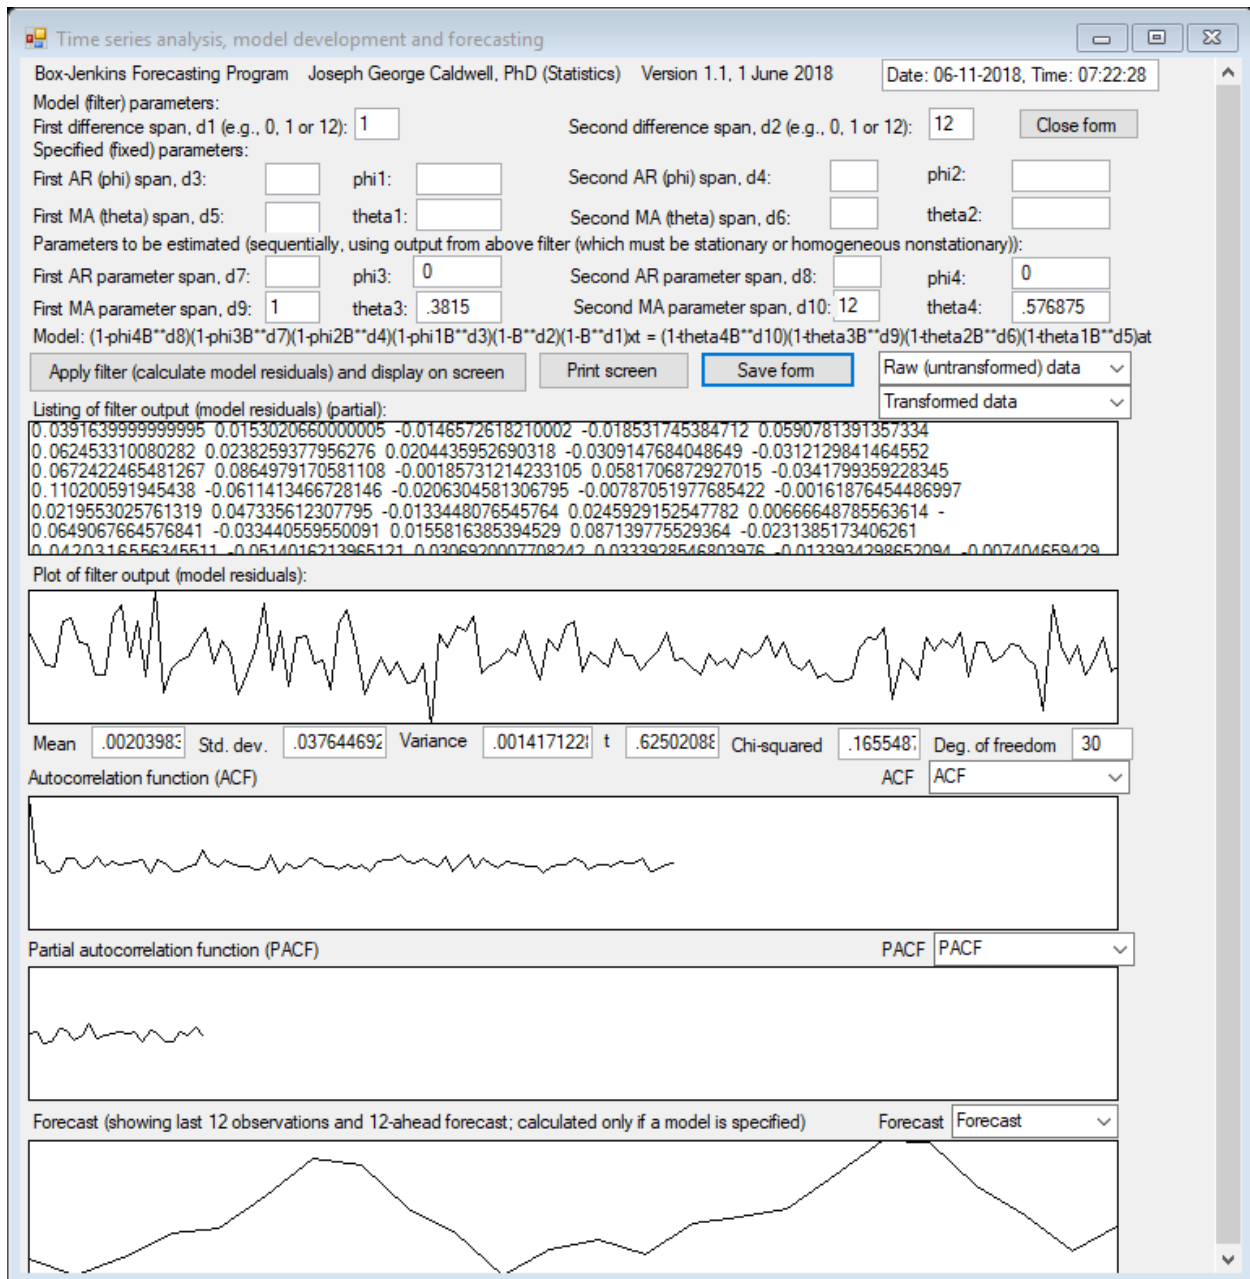 Time series analysis, model development and forecasting
Box-Jenkins Forecasting Program Joseph George Caldwell, PhD (Statistics) Version 1.1, 1 June 2018 Date: 06-11-2018, Time: 07:22:28
Model (filter) parameters:
First difference span, d1 (e.g., 0, 1 or 12): 1 Second difference span, d2 (e.g., 0, 1 or 12): 12 Close form
Specified (fixed) parameters:
First AR (phi) span, d3: phi1: Second AR (phi) span, d4: phi2:
First MA (theta) span, d5: theta1: Second MA (theta) span, d6: theta2:
Parameters to be estimated (sequentially, using output from above filter (which must be stationary or homogeneous nonstationary)):
First AR parameter span, d7: phi3: 0 Second AR parameter span, d8: phi4: 0
First MA parameter span, d9: 1 theta3: .3815 Second MA parameter span, d10: 12 theta4: .576875
Model: (1-phi4B**d8)(1-phi3B**d7)(1-phi2B**d4)(1-phi1B**d3)(1-B**d2)(1-B**d1)xt = (1-theta4B**d10)(1-theta3B**d9)(1-theta2B**d6)(1-theta1B**d5)at
Apply filter (calculate model residuals) and display on screen Print screen Save form Raw (untransformed) data
Transformed data
Listing of filter output (model residuals) (partial):
0.0391639999999995 0.0153020660000005 -0.0146572618210002 -0.018531745384712 0.0590781391357334
0.062453310080282 0.0238259377956276 0.0204435952690318 -0.0309147684048649 -0.0312129841464552
0.0672422465481267 0.0864979170581108 -0.00185731214233105 0.0581706872927015 -0.0341799359228345
0.110200591945438 -0.0611413466728146 -0.0206304581306795 -0.00787051977685422 -0.00161876454486997
0.0219553025761319 0.047335612307795 -0.0133448076545764 0.0245929152547782 0.00666648785563614 -
0.0649067664576841 -0.033440559550091 0.0155816385394529 0.087139775529364 -0.0231385173406261
0.0420316556345511 -0.0514016213965121 0.0306920007708242 0.0333928546803976 -0.0133934298652094 -0.007404659429
Plot of filter output (model residuals):
Mean .00203983 Std. dev. .037644692 Variance .001417122 t .6250208 Chi-squared .165548 Deg. of freedom 30
Autocorrelation function (ACF) ACF ACF
Partial autocorrelation function (PACF) PACF PACF
Forecast (showing last 12 observations and 12-ahead forecast; calculated only if a model is specified) Forecast Forecast